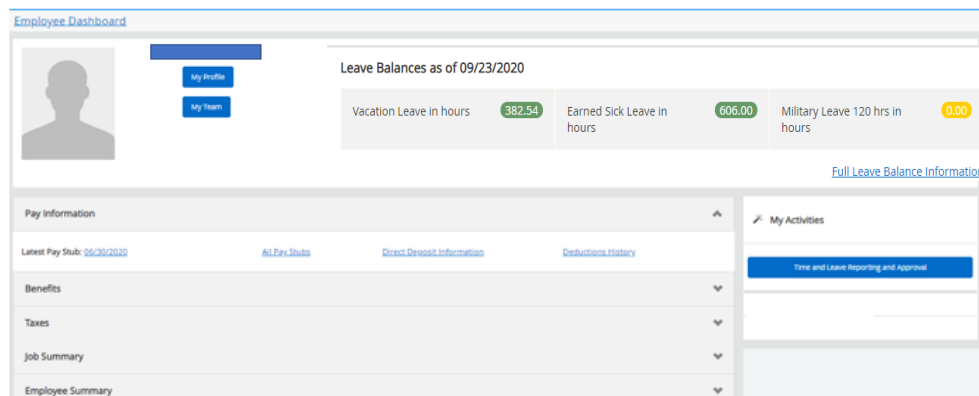 Employee Dashboard
My Profile
My Team
Leave Balances as of 09/23/2020
Vacation Leave in hours
382.54
Earned Sick Leave in
hours
606.00
Military Leave 120 hrs in
hours
0.00
Full Leave Balance Informatio
Pay Information
Latest Pay Stub: 06/30/2020
All Pay Stubs
Direct Deposit Information
Deductions History
Benefits
Taxes
Job Summary
Employee Summary
My Activities
Time and Leave Reporting and Approval